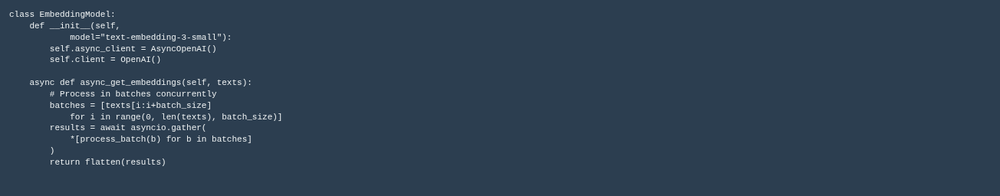 class EmbeddingModel:
    def __init__(self,
            model="text-embedding-3-small"):
        self.async_client = AsyncOpenAI()
        self.client = OpenAI()

    async def async_get_embeddings(self, texts):
        # Process in batches concurrently
        batches = [texts[i:i+batch_size]
            for i in range(0, len(texts), batch_size)]
        results = await asyncio.gather(
            *[process_batch(b) for b in batches]
        )
        return flatten(results)